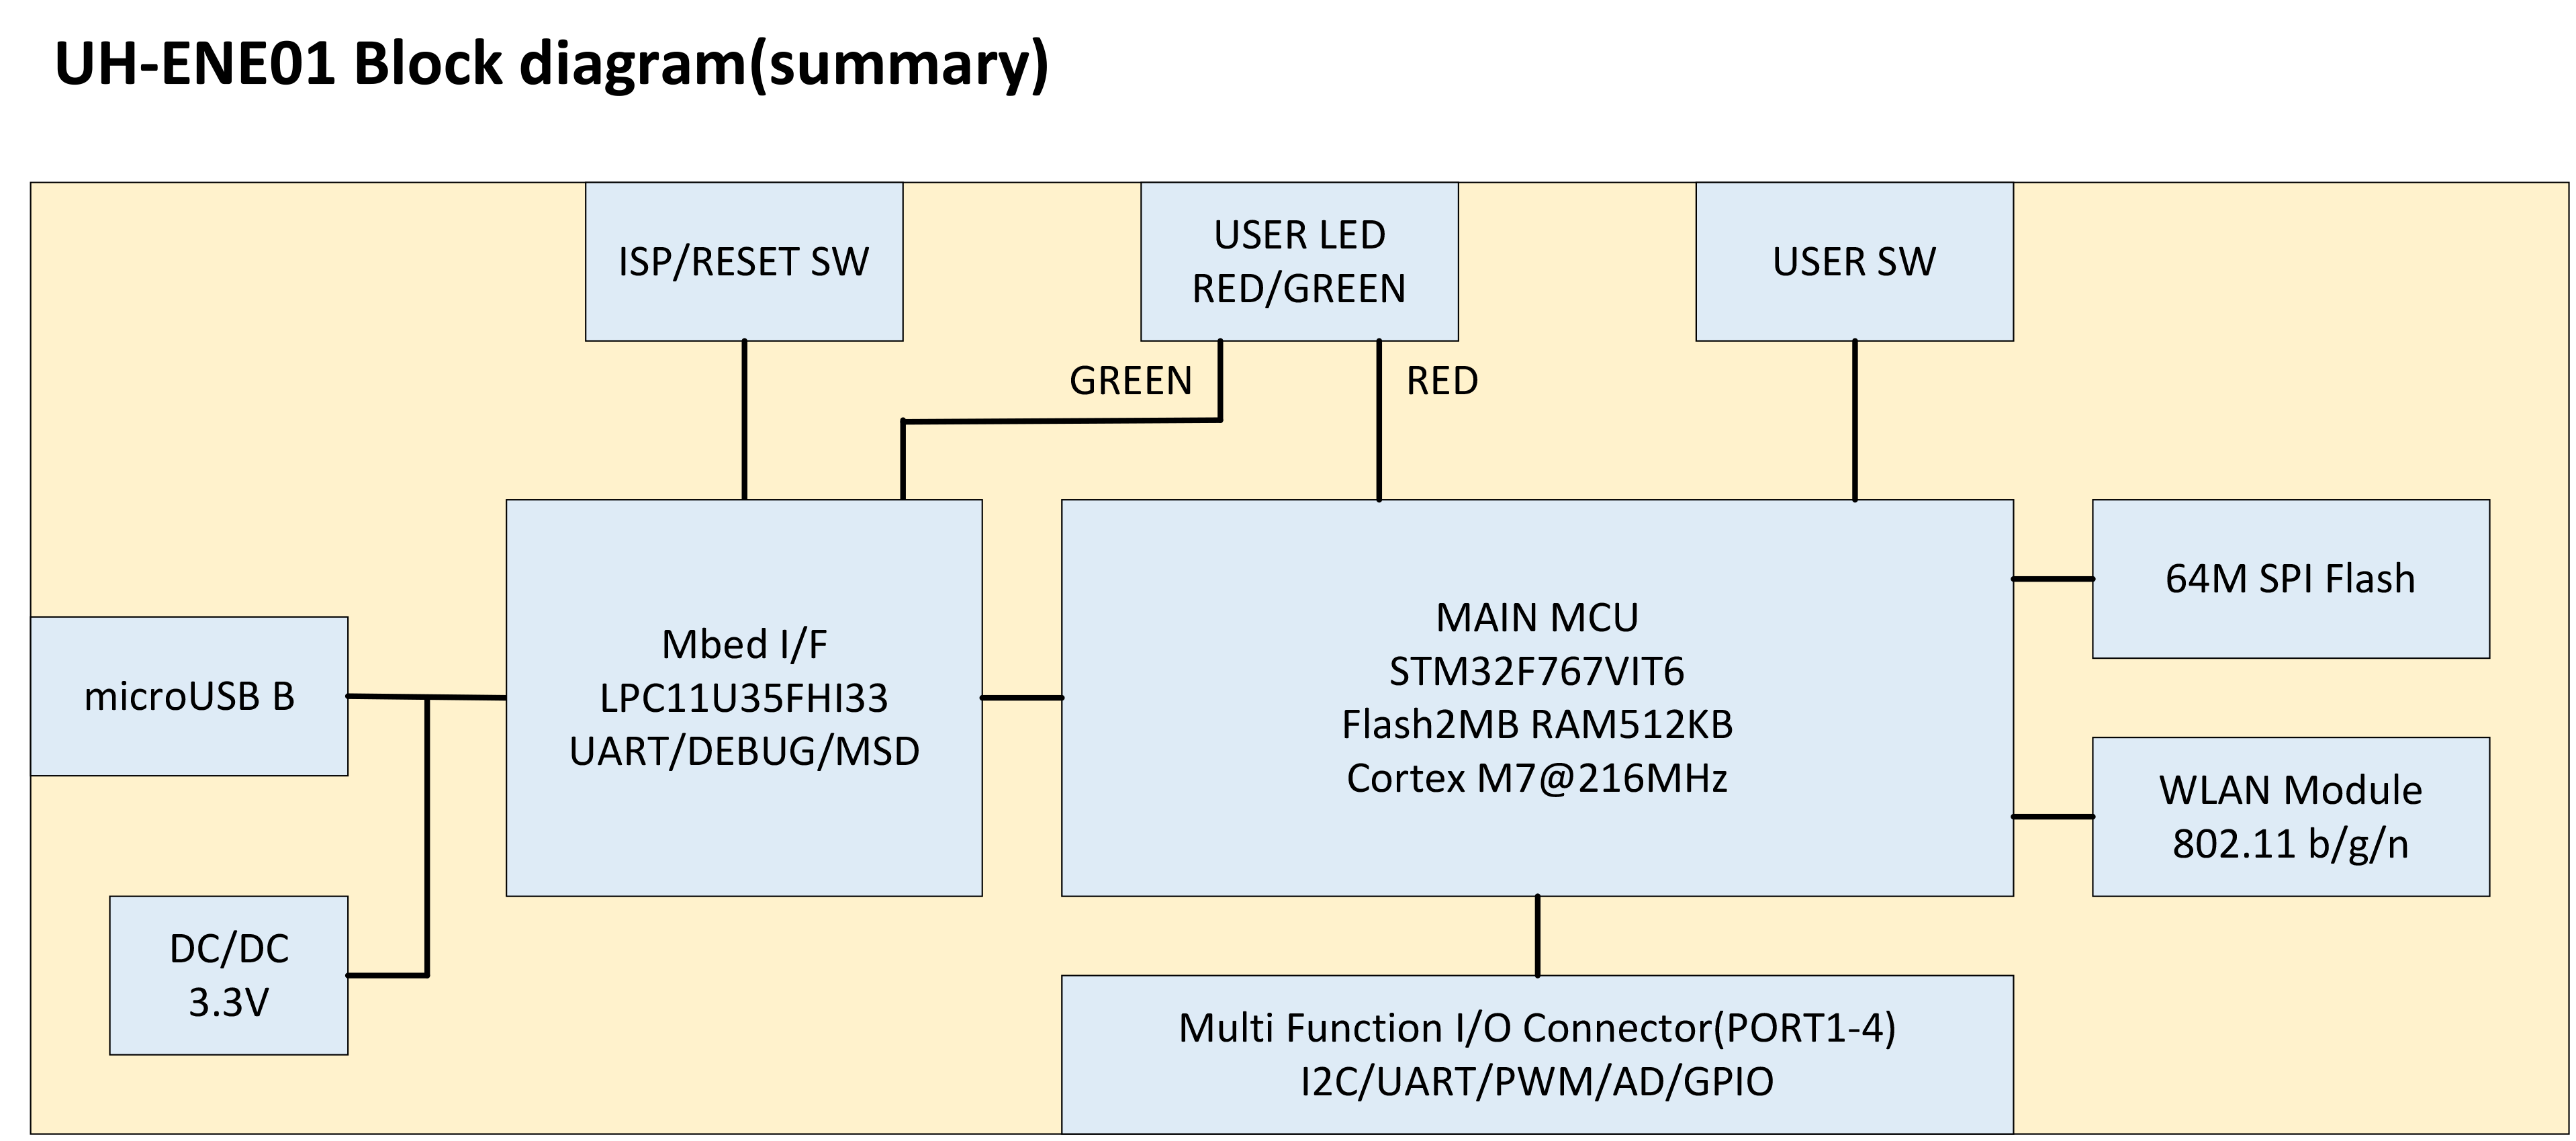 UH-ENE01 Block diagram(summary)
ISP/RESET SW
USER LED
RED/GREEN
USER SW
GREEN
RED
microUSB B
Mbed I/F
LPC11U35FHI33
UART/DEBUG/MSD
MAIN MCU
STM32F767VIT6
Flash2MB RAM512KB
Cortex M7@216MHz
64M SPI Flash
WLAN Module
802.11 b/g/n
DC/DC
3.3V
Multi Function I/O Connector(PORT1-4)
I2C/UART/PWM/AD/GPIO